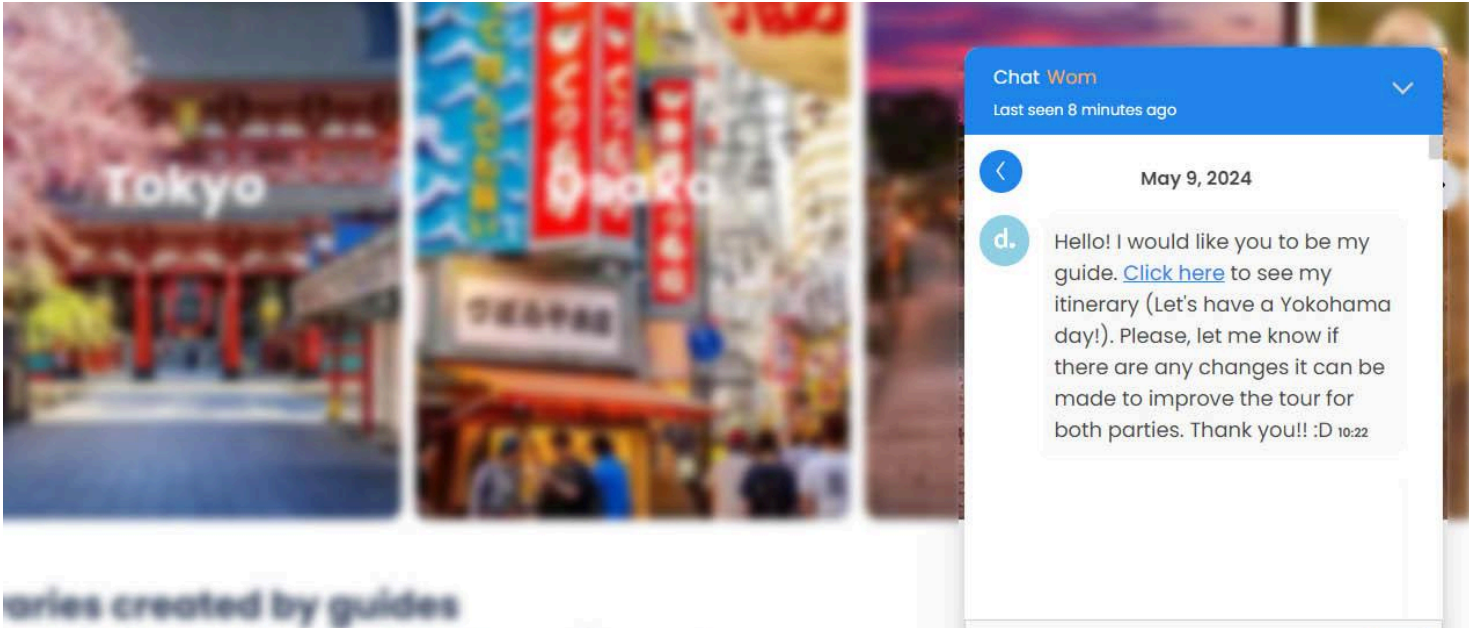 Tokyo
Osaka
Chat Wom
Last seen 8 minutes ago
May 9, 2024
d.
Hello! I would like you to be my
guide. Click here to see my
itinerary (Let's have a Yokohama
day!). Please, let me know if
there are any changes it can be
made to improve the tour for
both parties. Thank you!! :D 10:22
created by guides